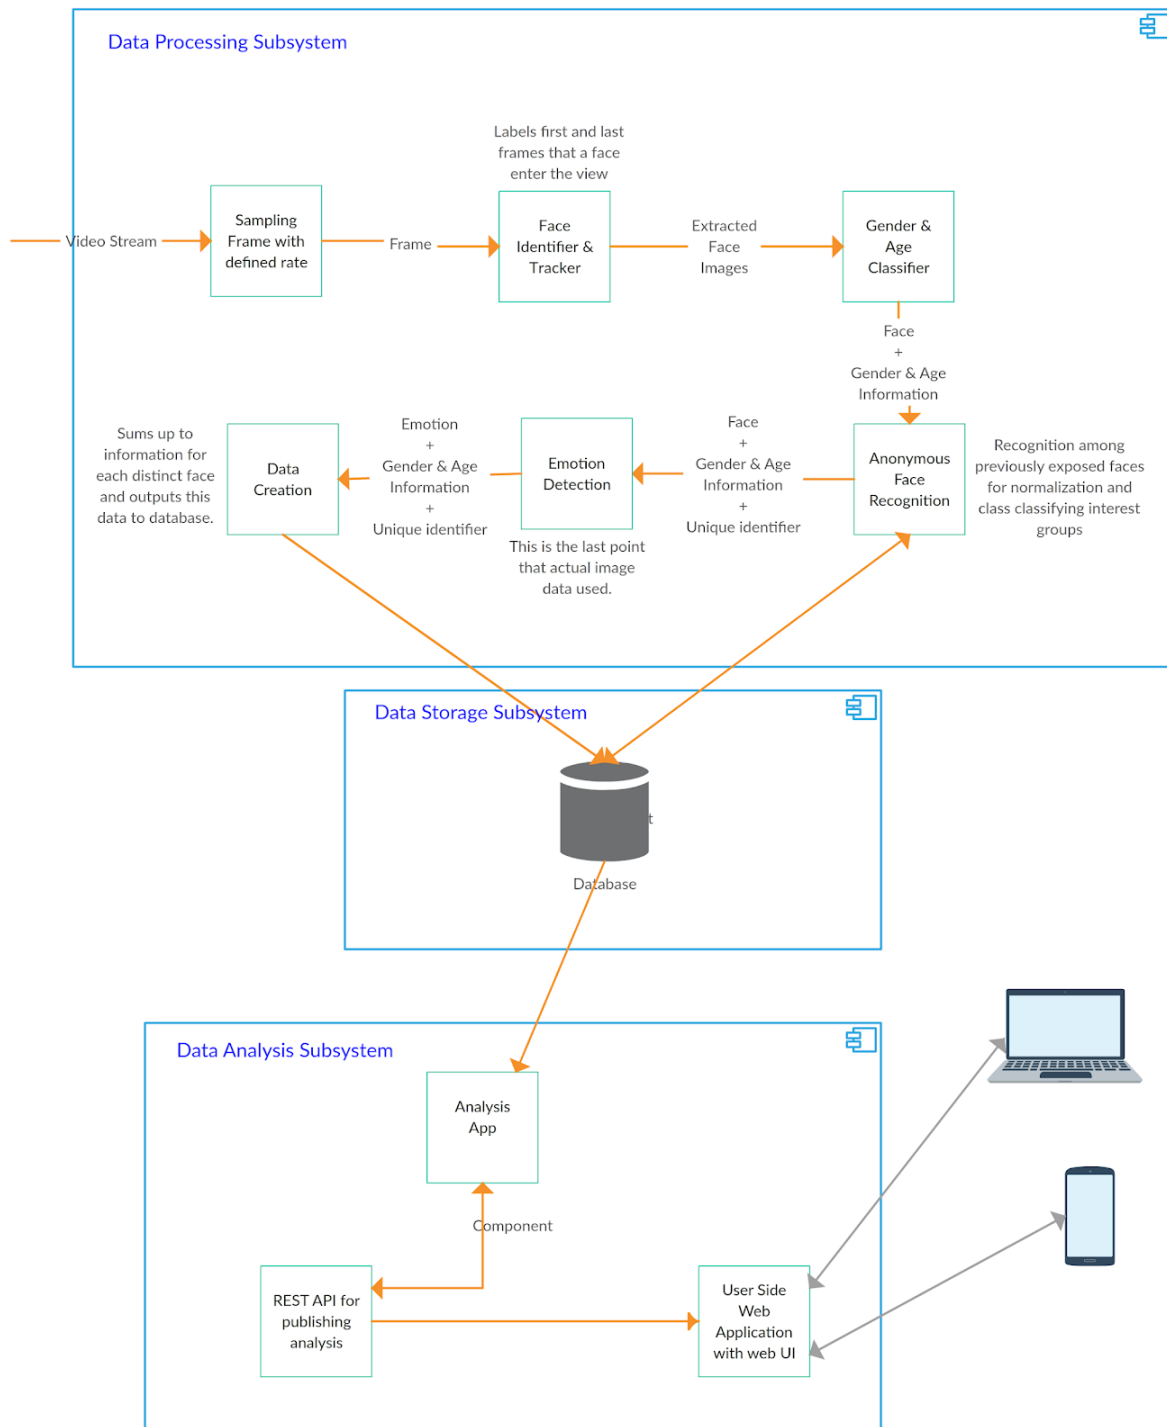 Data Processing Subsystem
Labels first and last
frames that a face
enter the view
Video Stream
Sampling
Frame with
defined rate
Frame
Face
Identifier &
Tracker
Extracted
Face
Images
Gender &
Age
Classifier
Face
+
Gender & Age
Information
Sums up to
information for
each distinct face
and outputs this
data to database.
Data
Creation
Emotion
+
Gender & Age
Information
+
Unique identifier
Emotion
Detection
This is the last point
that actual image
data used.
Face
+
Gender & Age
Information
+
Unique identifier
Anonymous
Face
Recognition
Recognition among
previously exposed faces
for normalization and
class classifying interest
groups
Data Storage Subsystem
Database
Data Analysis Subsystem
Analysis
App
Component
REST API for
publishing
analysis
User Side
Web
Application
with web UI